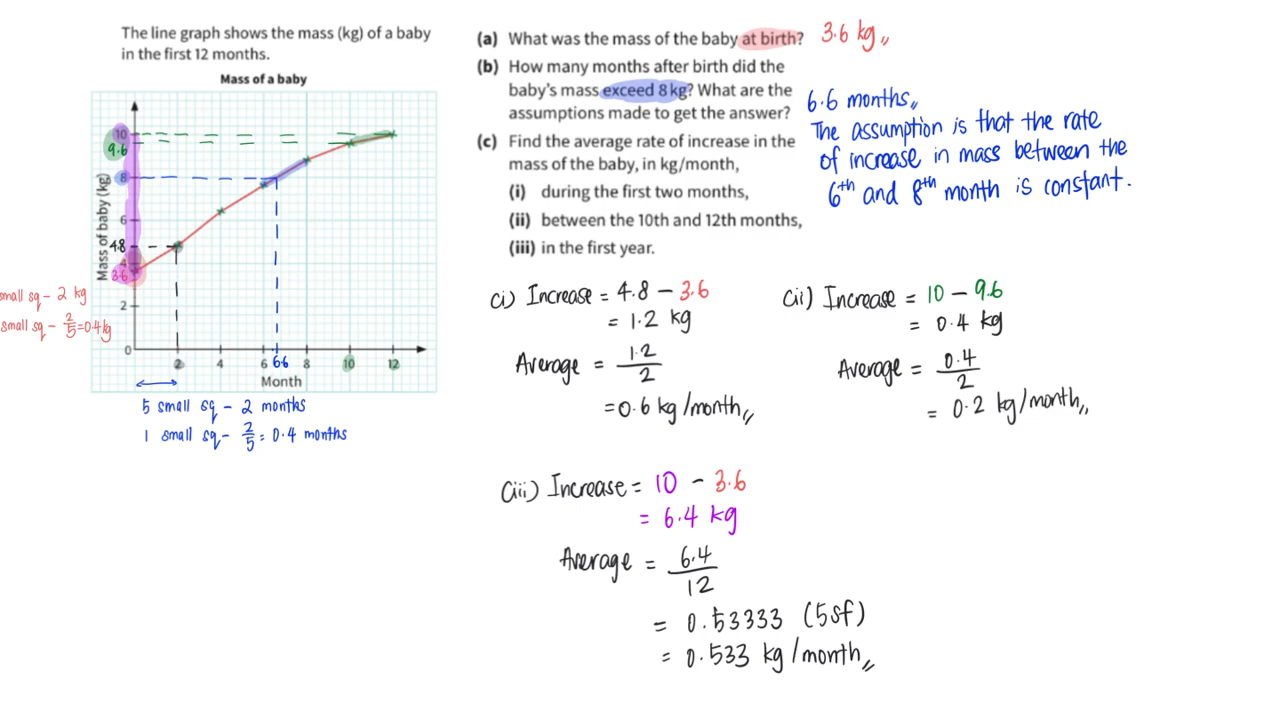 The line graph shows the mass (kg) of a baby
in the first 12 months.
Mass of a baby
Mass of baby (kg)
10
9.6
8
6
4.8
4
3.6
2
0
2
4
6
6.6
8
10
12
Month
small sq - 2 kg
small sq - 2/5 = 0.4 kg
5 small sq - 2 months
1 small sq - 2/5 = 0.4 months
(a) What was the mass of the baby at birth? 3.6 kg
(b) How many months after birth did the
baby's mass exceed 8 kg? What are the
assumptions made to get the answer?
6.6 months
The assumption is that the rate
of increase in mass between the
6th and 8th month is constant.
(c) Find the average rate of increase in the
mass of the baby, in kg/month,
(i) during the first two months,
(ii) between the 10th and 12th months,
(iii) in the first year.
ci) Increase = 4.8 - 3.6
= 1.2 kg
Average = 1.2/2
= 0.6 kg/month
cii) Increase = 10 - 9.6
= 0.4 kg
Average = 0.4/2
= 0.2 kg/month
ciii) Increase = 10 - 3.6
= 6.4 kg
Average = 6.4/12
= 0.53333 (5sf)
= 0.533 kg/month